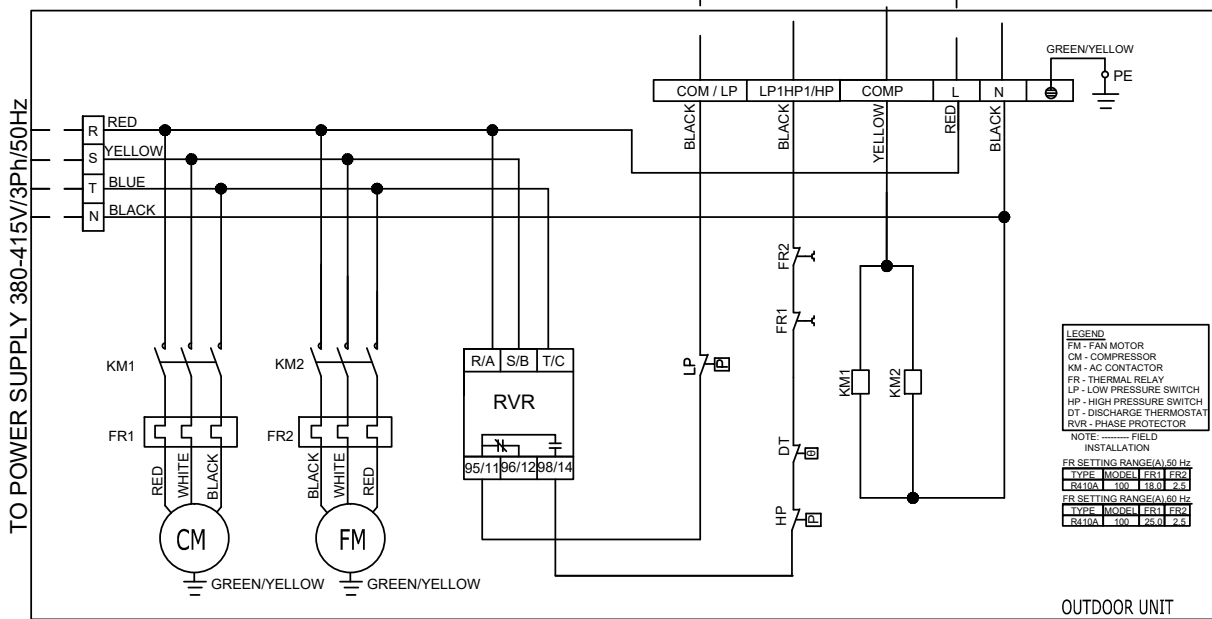 GREEN/YELLOW
PE
COM / LP
LP1HP1/HP
COMP
L
N
BLACK
BLACK
YELLOW
RED
BLACK
TO POWER SUPPLY 380-415V/3Ph/50Hz
R
RED
S
YELLOW
T
BLUE
N
BLACK
KM1
KM2
FR1
FR2
RED
WHITE
BLACK
BLACK
WHITE
RED
CM
FM
GREEN/YELLOW
GREEN/YELLOW
R/A
S/B
T/C
RVR
95/11
96/12
98/14
LP
P
FR2
FR1
DT
θ
HP
P
KM1
KM2
LEGEND
FM - FAN MOTOR
CM - COMPRESSOR
KM - AC CONTACTOR
FR - THERMAL RELAY
LP - LOW PRESSURE SWITCH
HP - HIGH PRESSURE SWITCH
DT - DISCHARGE THERMOSTAT
RVR - PHASE PROTECTOR
NOTE: --------- FIELD
INSTALLATION
FR SETTING RANGE(A),50 Hz
TYPE MODEL FR1 FR2
R410A 100 18.0 2.5
FR SETTING RANGE(A),60 Hz
TYPE MODEL FR1 FR2
R410A 100 25.0 2.5
OUTDOOR UNIT